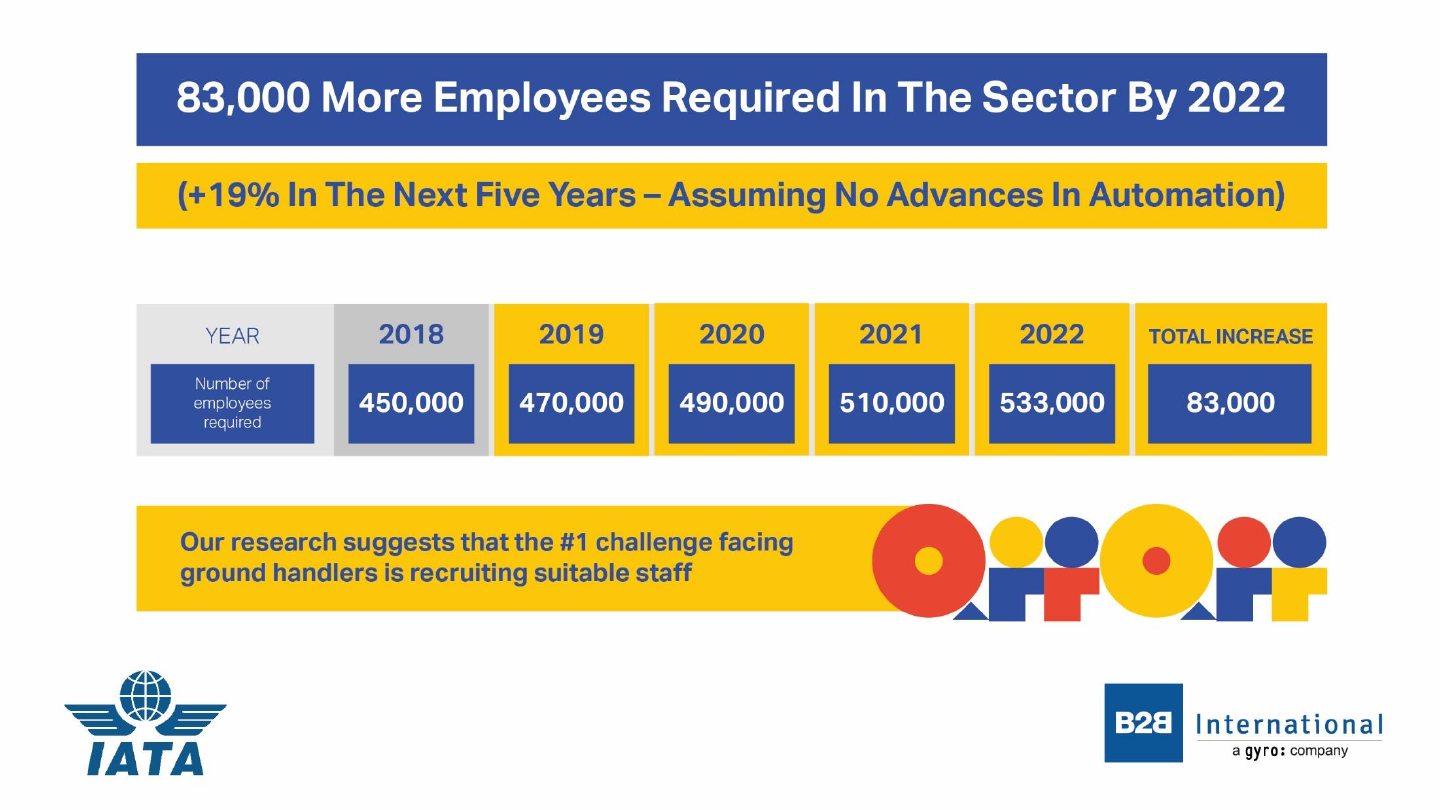 83,000 More Employees Required In The Sector By 2022
(+19% In The Next Five Years – Assuming No Advances In Automation)
YEAR 2018 2019 2020 2021 2022 TOTAL INCREASE
Number of
employees
required
450,000 470,000 490,000 510,000 533,000 83,000
Our research suggests that the #1 challenge facing
ground handlers is recruiting suitable staff
IATA
B2B International
a gyro: company